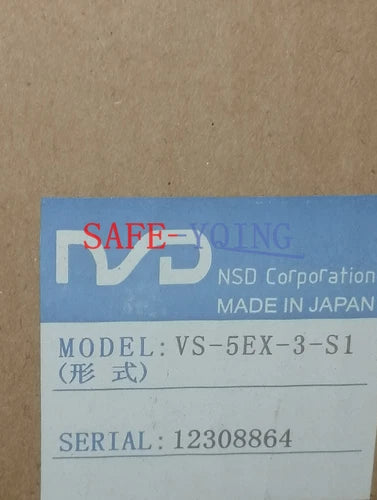 SAFE-YQING
NSD
NSD Corporation
MADE IN JAPAN
MODEL: VS-5EX-3-S1
(形 式)
SERIAL: 12308864